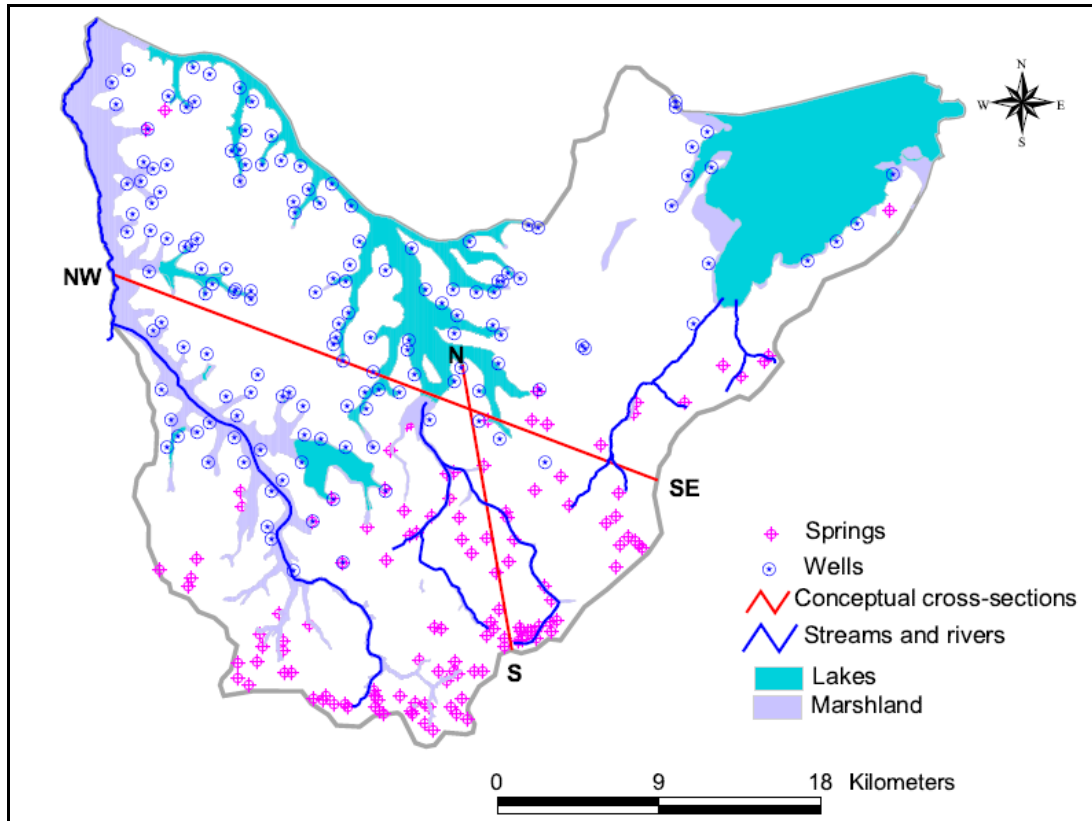 N
W E
S
NW
N
SE
S
Springs
Wells
Conceptual cross-sections
Streams and rivers
Lakes
Marshland
0 9 18 Kilometers